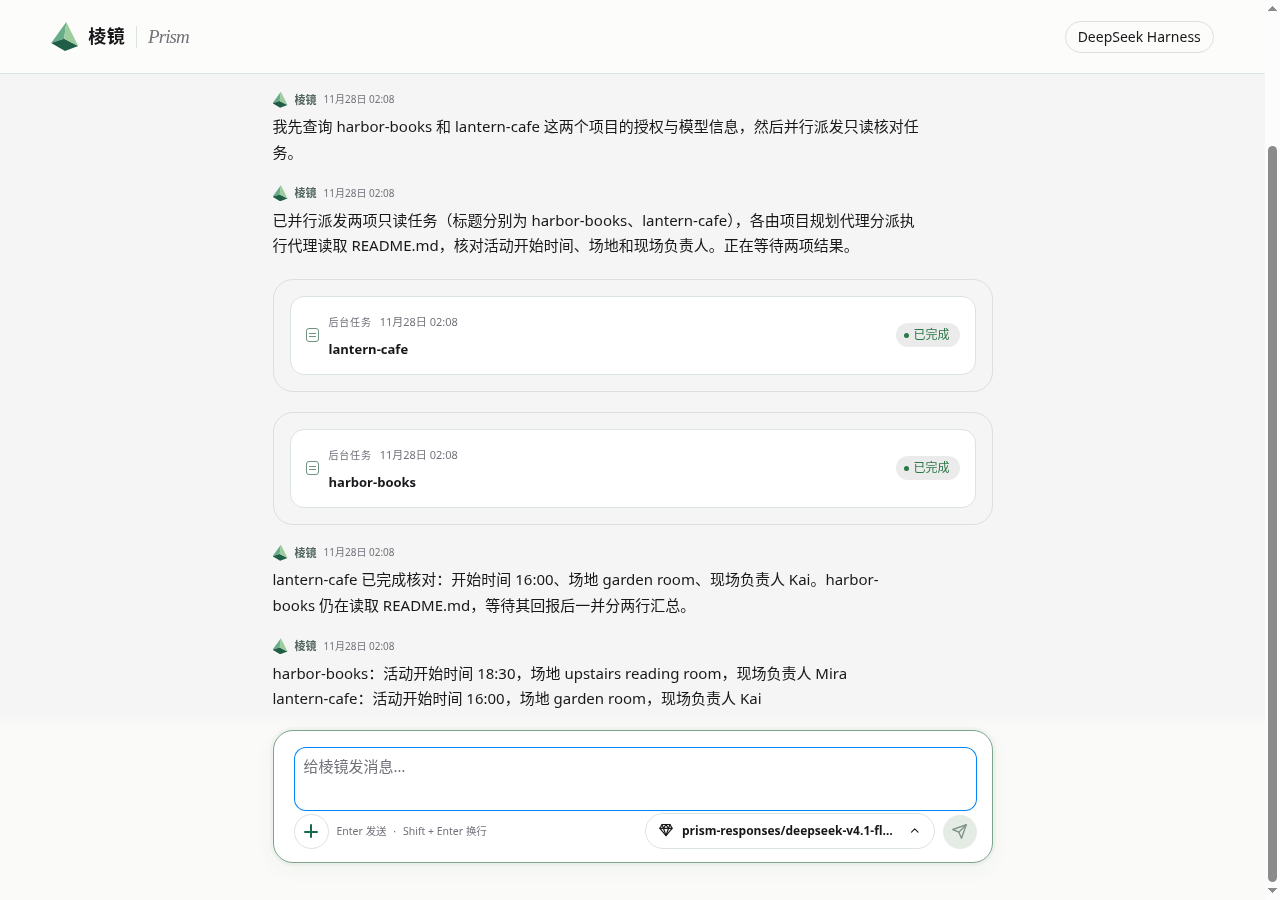 棱镜 Prism
DeepSeek Harness
棱镜 11月28日 02:08
我先查询 harbor-books 和 lantern-cafe 这两个项目的授权与模型信息，然后并行派发只读核对任
务。
棱镜 11月28日 02:08
已并行派发两项只读任务（标题分别为 harbor-books、lantern-cafe），各由项目规划代理分派执
行代理读取 README.md，核对活动开始时间、场地和现场负责人。正在等待两项结果。
后台任务 11月28日 02:08
已完成
lantern-cafe
后台任务 11月28日 02:08
已完成
harbor-books
棱镜 11月28日 02:08
lantern-cafe 已完成核对：开始时间 16:00、场地 garden room、现场负责人 Kai。harbor-
books 仍在读取 README.md，等待其回报后一并分两行汇总。
棱镜 11月28日 02:08
harbor-books：活动开始时间 18:30，场地 upstairs reading room，现场负责人 Mira
lantern-cafe：活动开始时间 16:00，场地 garden room，现场负责人 Kai
给棱镜发消息...
Enter 发送 · Shift + Enter 换行
prism-responses/deepseek-v4.1-fl...